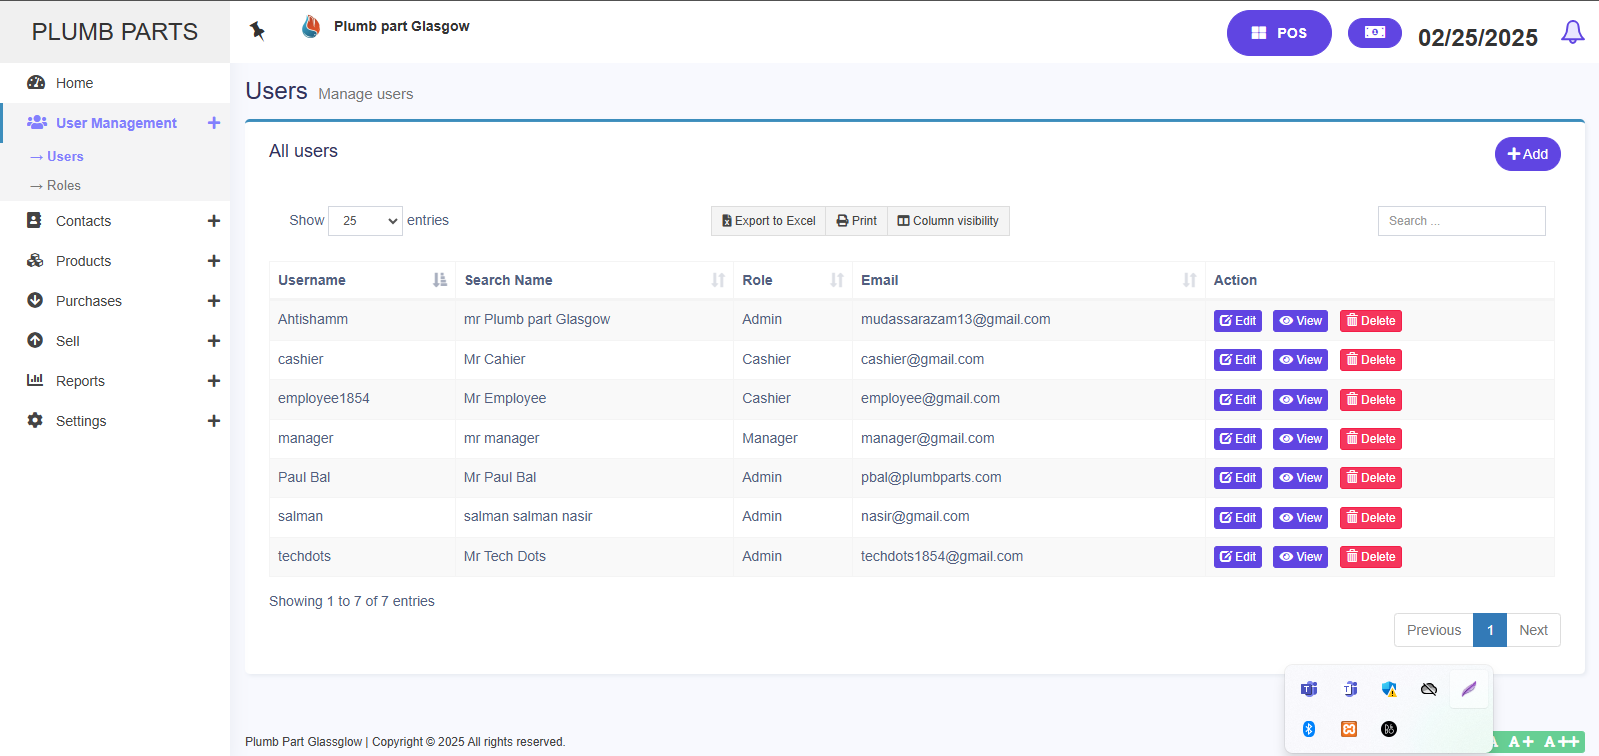 PLUMB PARTS
Plumb part Glasgow
POS
02/25/2025
Home
User Management
→ Users
→ Roles
Contacts
Products
Purchases
Sell
Reports
Settings
Users Manage users
All users
Add
Show 25 entries
Export to Excel Print Column visibility
Search ...
Username Search Name Role Email Action
Ahtishamm mr Plumb part Glasgow Admin mudassarazam13@gmail.com Edit View Delete
cashier Mr Cahier Cashier cashier@gmail.com Edit View Delete
employee1854 Mr Employee Cashier employee@gmail.com Edit View Delete
manager mr manager Manager manager@gmail.com Edit View Delete
Paul Bal Mr Paul Bal Admin pbal@plumbparts.com Edit View Delete
salman salman salman nasir Admin nasir@gmail.com Edit View Delete
techdots Mr Tech Dots Admin techdots1854@gmail.com Edit View Delete
Showing 1 to 7 of 7 entries
Previous 1 Next
Plumb Part Glassglow | Copyright © 2025 All rights reserved.
A+ A++